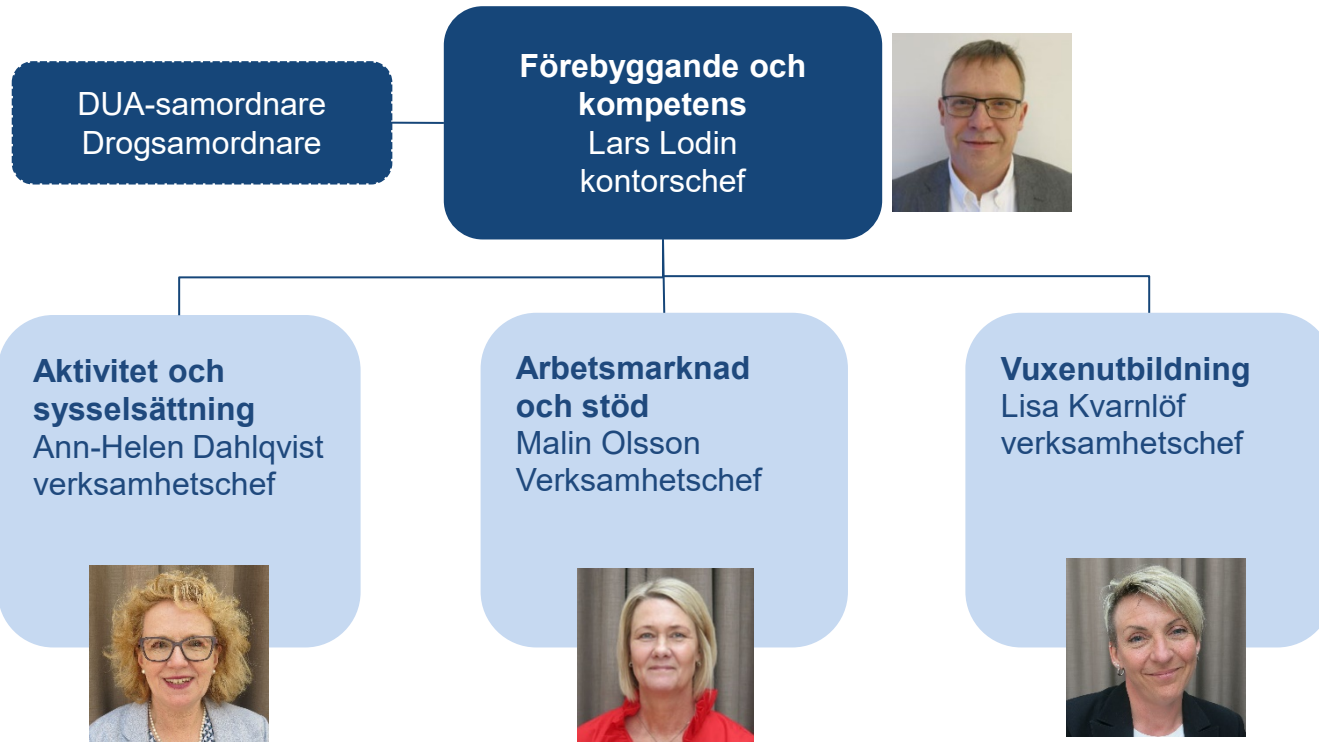 DUA-samordnare
Drogsamordnare
Förebyggande och
kompetens
Lars Lodin
kontorschef
Aktivitet och
sysselsättning
Ann-Helen Dahlqvist
verksamhetschef
Arbetsmarknad
och stöd
Malin Olsson
Verksamhetschef
Vuxenutbildning
Lisa Kvarnlöf
verksamhetschef